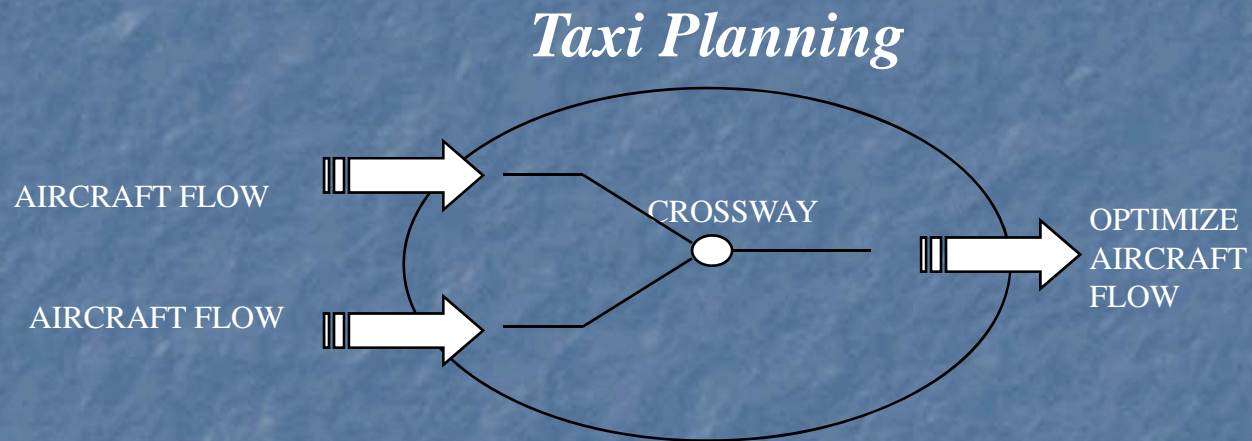 Taxi Planning
AIRCRAFT FLOW
CROSSWAY
OPTIMIZE
AIRCRAFT
FLOW
AIRCRAFT FLOW